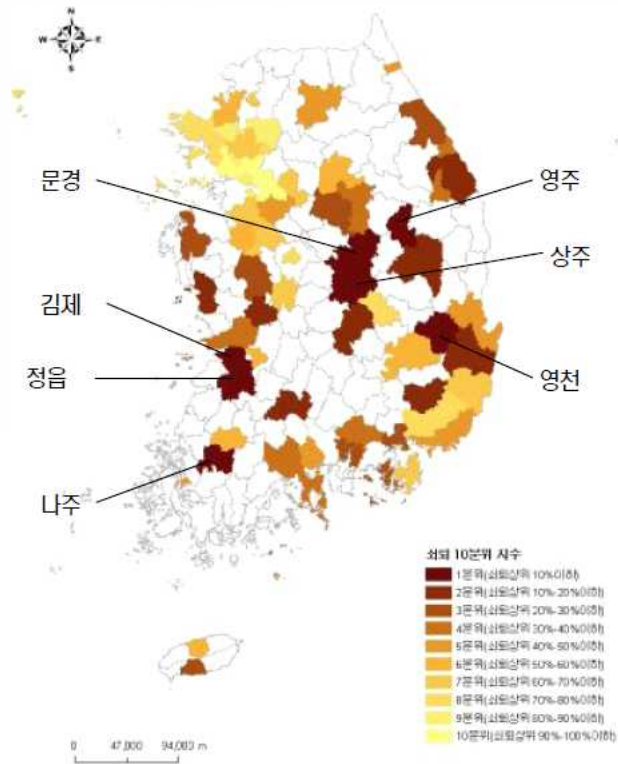 N
W E
S
문경
영주
상주
김제
정읍
영천
나주
쇠퇴 10분위 지수
1분위(쇠퇴상위 10%이하)
2분위(쇠퇴상위 10%-20%이하)
3분위(쇠퇴상위 20%-30%이하)
4분위(쇠퇴상위 30%-40%이하)
5분위(쇠퇴상위 40%-50%이하)
6분위(쇠퇴상위 50%-60%이하)
7분위(쇠퇴상위 60%-70%이하)
8분위(쇠퇴상위 70%-80%이하)
9분위(쇠퇴상위 80%-90%이하)
10분위(쇠퇴상위 90%-100%이하)
0 47,000 94,000 m